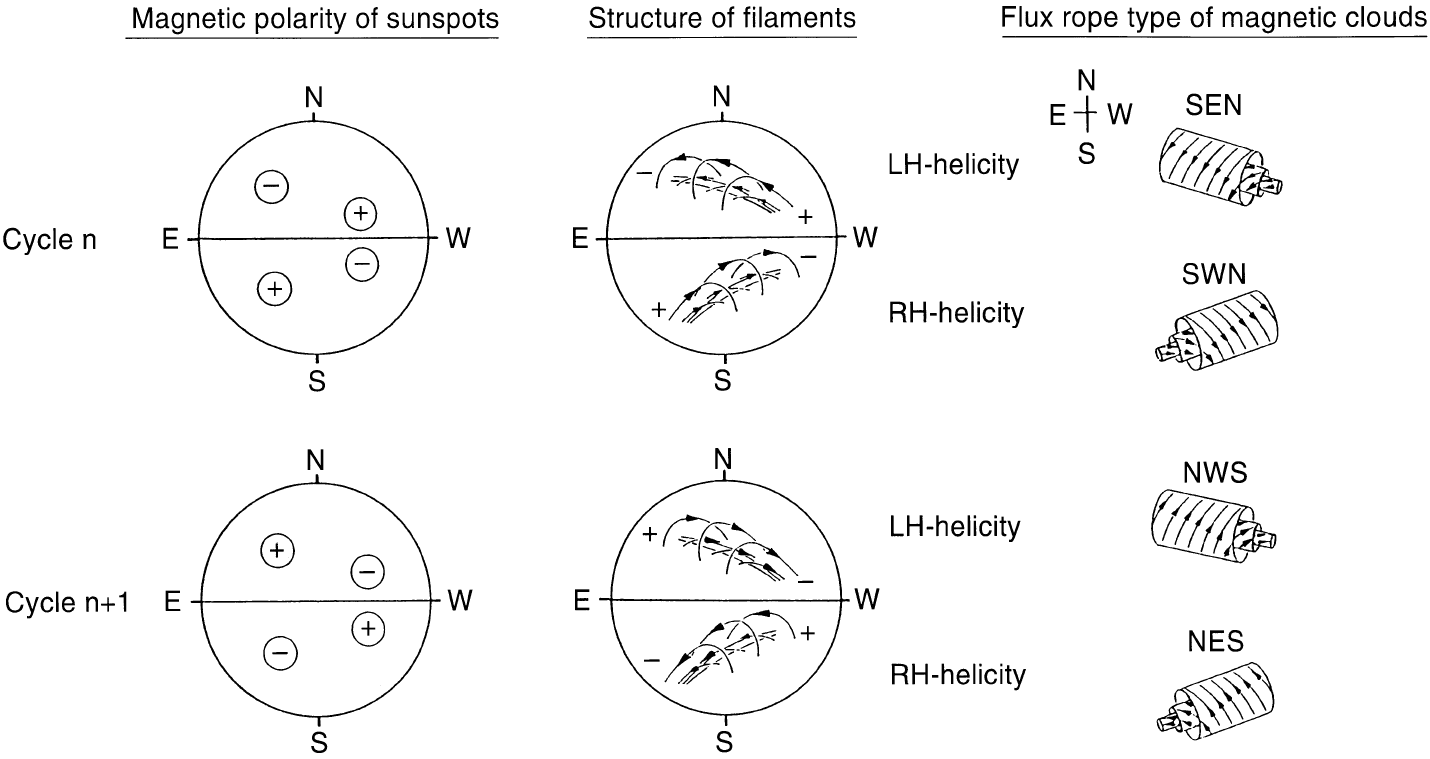 Magnetic polarity of sunspots
Structure of filaments
Flux rope type of magnetic clouds
Cycle n
N
E
W
S
−
+
−
+
N
E
W
S
−
+
+
−
LH-helicity
RH-helicity
N
E W
S
SEN
SWN
Cycle n+1
N
E
W
S
+
−
+
−
N
E
W
S
+
−
+
−
LH-helicity
RH-helicity
NWS
NES